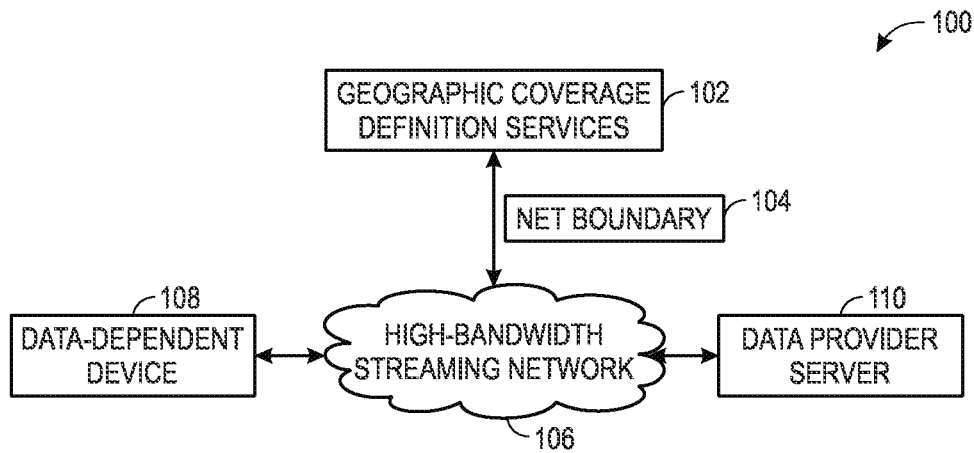 100
GEOGRAPHIC COVERAGE
DEFINITION SERVICES
102
NET BOUNDARY
104
108
DATA-DEPENDENT
DEVICE
HIGH-BANDWIDTH
STREAMING NETWORK
106
110
DATA PROVIDER
SERVER